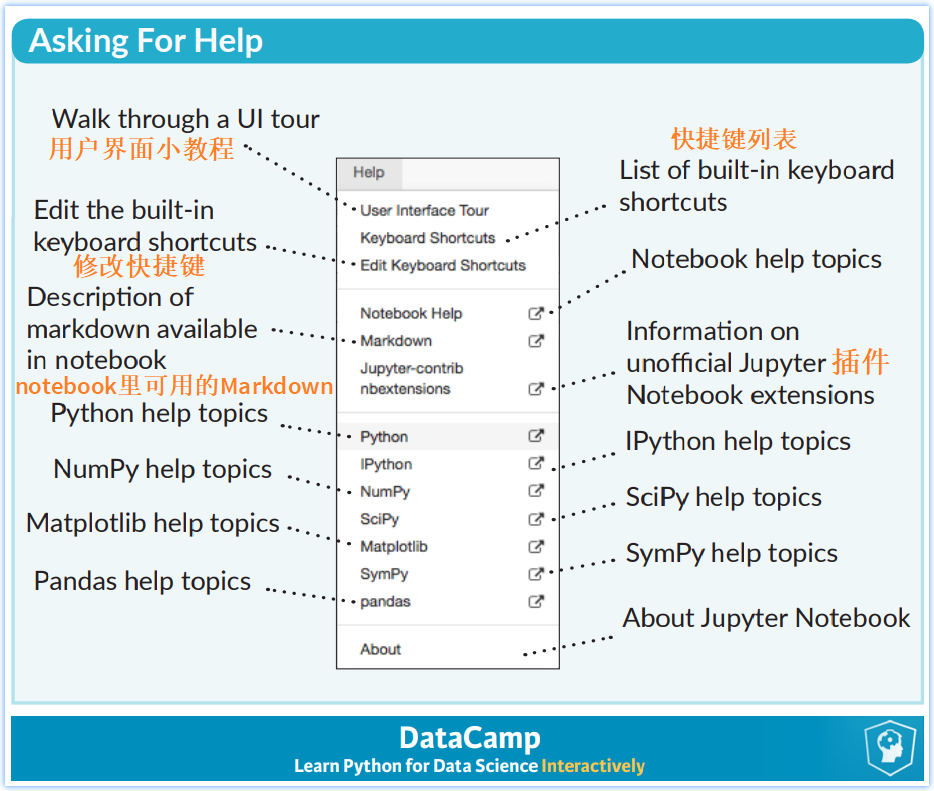 Asking For Help
Walk through a UI tour
用户界面小教程
Edit the built-in
keyboard shortcuts
修改快捷键
Description of
markdown available
in notebook
notebook里可用的Markdown
Python help topics
NumPy help topics
Matplotlib help topics
Pandas help topics
Help
User Interface Tour
Keyboard Shortcuts
Edit Keyboard Shortcuts
Notebook Help
Markdown
Jupyter-contrib
nbextensions
Python
IPython
NumPy
SciPy
Matplotlib
SymPy
pandas
About
快捷键列表
List of built-in keyboard
shortcuts
Notebook help topics
Information on
unofficial Jupyter 插件
Notebook extensions
IPython help topics
SciPy help topics
SymPy help topics
About Jupyter Notebook
DataCamp
Learn Python for Data Science Interactively